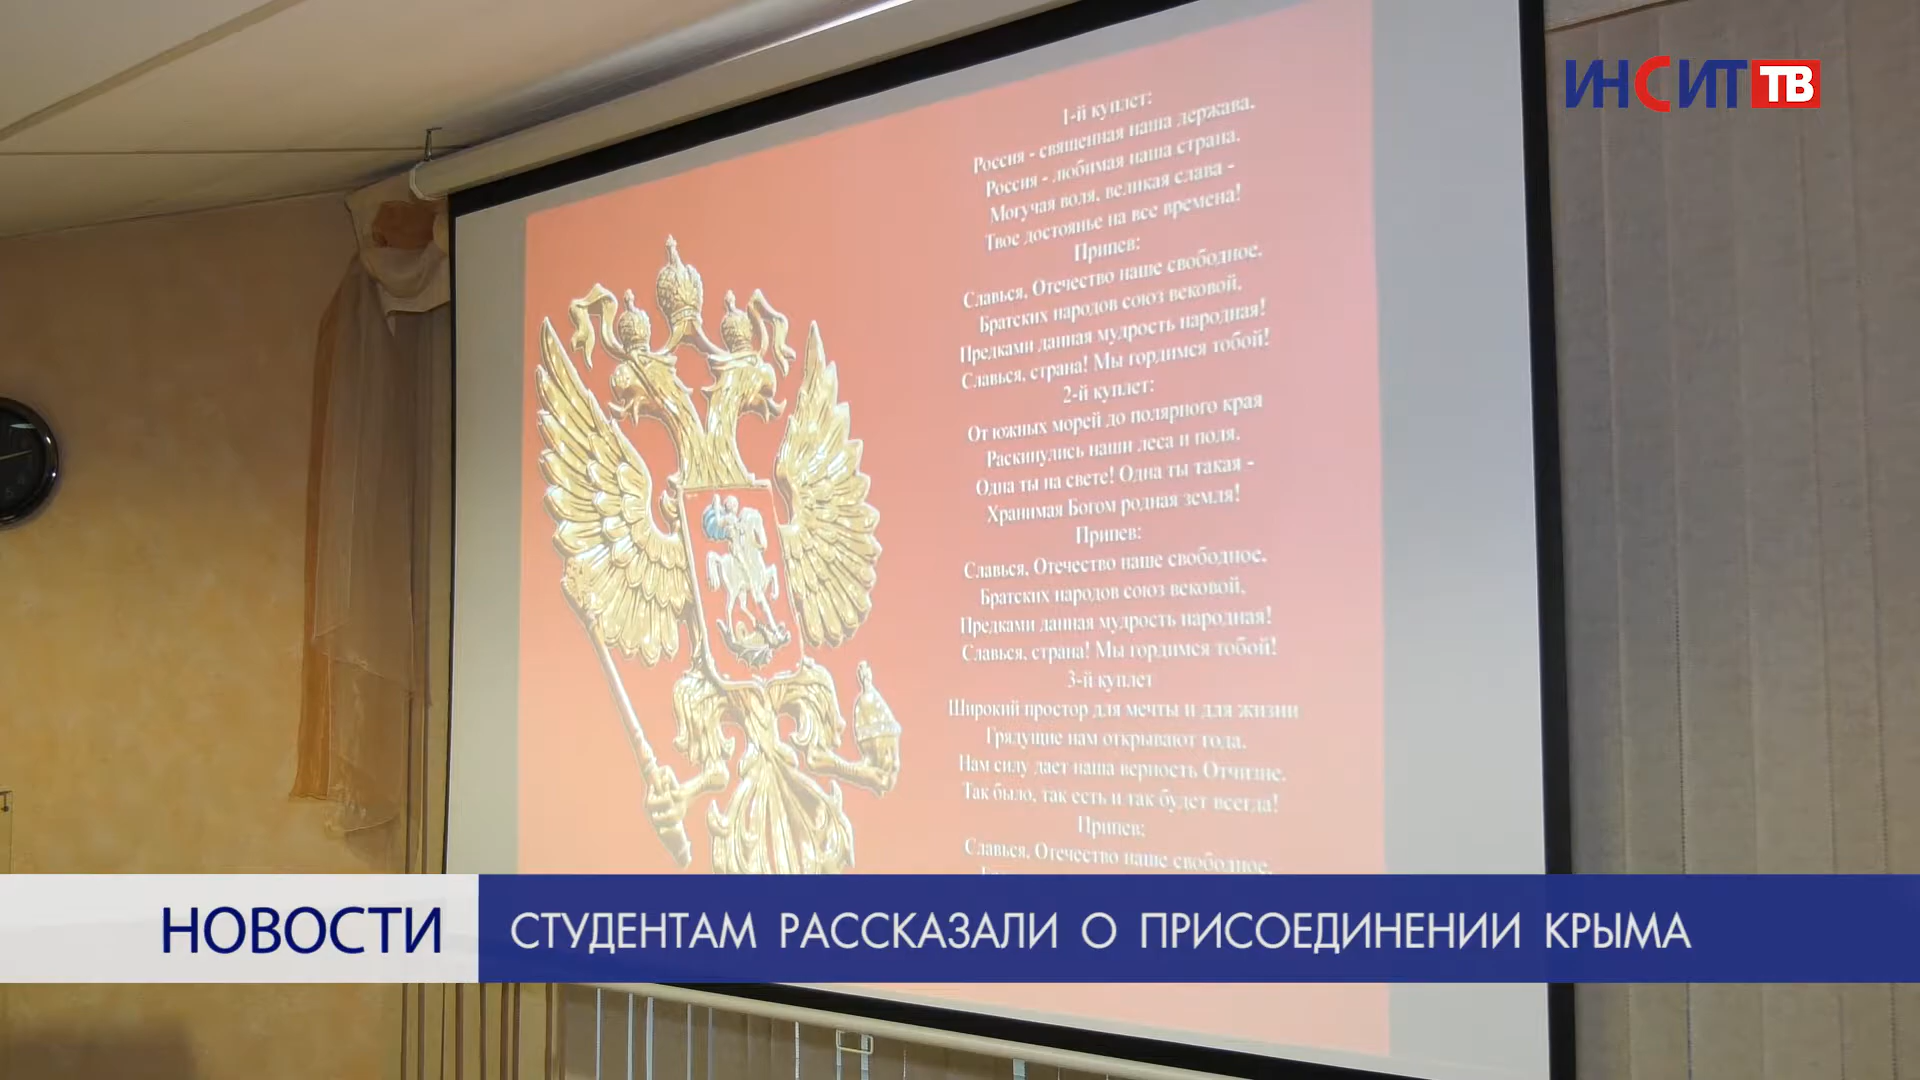 ИНСИТ ТВ
1-й куплет:
Россия - священная наша держава,
Россия - любимая наша страна.
Могучая воля, великая слава -
Твое достоянье на все времена!
Припев:
Славься, Отечество наше свободное,
Братских народов союз вековой,
Предками данная мудрость народная!
Славься, страна! Мы гордимся тобой!
2-й куплет:
От южных морей до полярного края
Раскинулись наши леса и поля.
Одна ты на свете! Одна ты такая -
Хранимая Богом родная земля!
Припев:
Славься, Отечество наше свободное,
Братских народов союз вековой,
Предками данная мудрость народная!
Славься, страна! Мы гордимся тобой!
3-й куплет
Широкий простор для мечты и для жизни
Грядущие нам открывают года.
Нам силу дает наша верность Отчизне.
Так было, так есть и так будет всегда!
Припев:
Славься, Отечество наше свободное,
НОВОСТИ
СТУДЕНТАМ РАССКАЗАЛИ О ПРИСОЕДИНЕНИИ КРЫМА